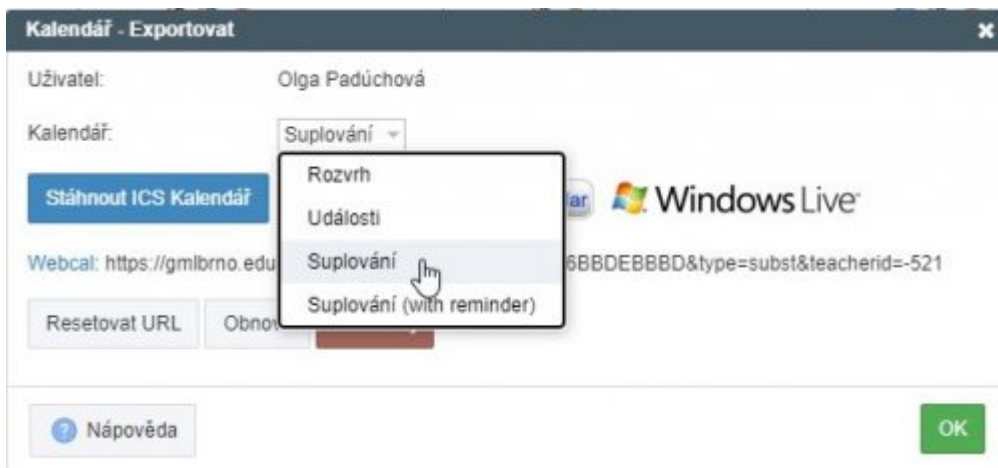 Kalendář - Exportovat
Uživatel: Olga Padúchová
Kalendář: Suplování
Rozvrh
Stáhnout ICS Kalendář ar Windows Live
Události
Webcal: https://gmlbrno.edu Suplování 6BBDEBBBD&type=subst&teacherid=-521
Suplování (with reminder)
Resetovat URL Obnov
Nápověda OK